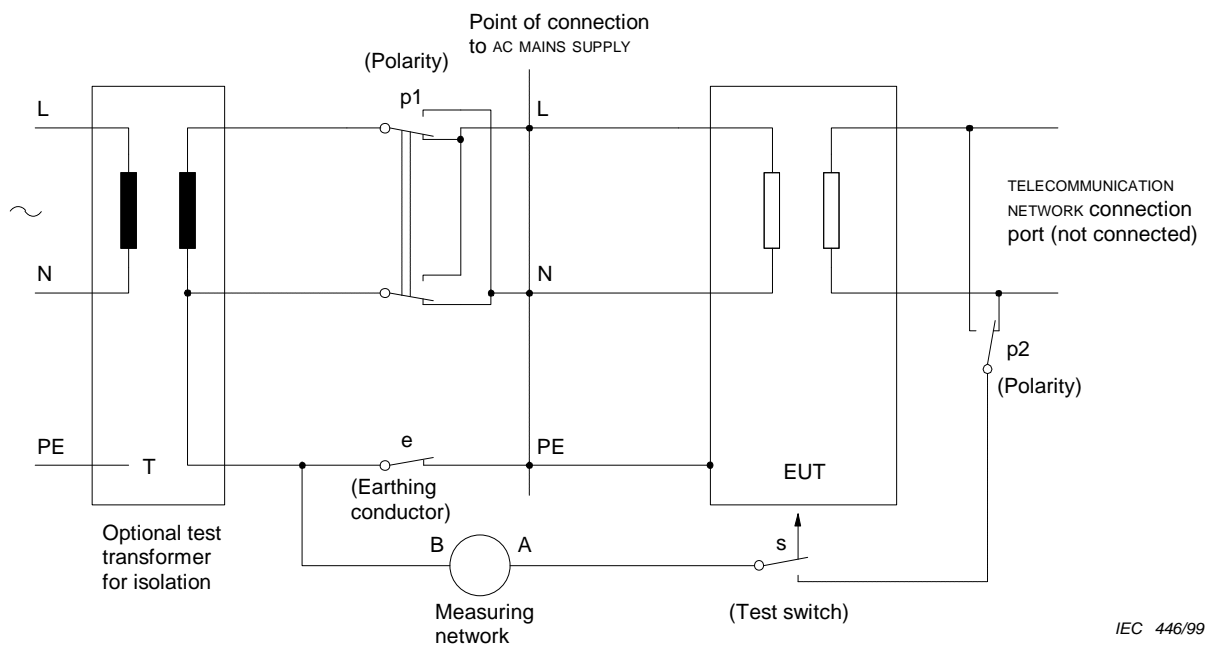 Point of connection
to AC MAINS SUPPLY
(Polarity)
p1
L
L
TELECOMMUNICATION
NETWORK connection
port (not connected)
N
N
p2
(Polarity)
PE
T
e
PE
EUT
(Earthing
conductor)
Optional test
transformer
for isolation
B
A
s
Measuring
network
(Test switch)
IEC 446/99